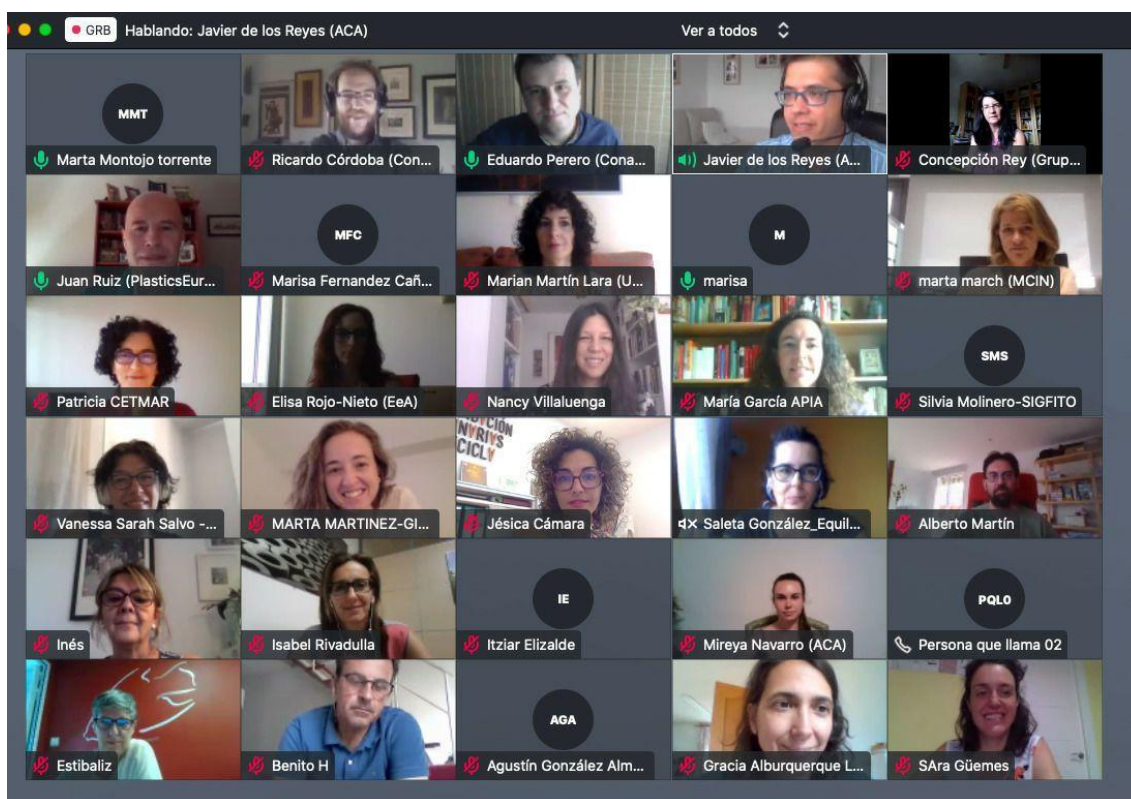 GRB Hablando: Javier de los Reyes (ACA) Ver a todos
MMT
Marta Montojo torrente
Ricardo Córdoba (Con...
Eduardo Perero (Cona...
Javier de los Reyes (A...
Concepción Rey (Grup...
Juan Ruiz (PlasticsEur...
MFC
Marisa Fernandez Cañ...
Marian Martín Lara (U...
M
marisa
marta march (MCIN)
Patricia CETMAR
Elisa Rojo-Nieto (EeA)
Nancy Villaluenga
María García APIA
SMS
Silvia Molinero-SIGFITO
Vanessa Sarah Salvo -...
MARTA MARTINEZ-GI...
Jésica Cámara
Saleta González_Equil...
Alberto Martín
Inés
Isabel Rivadulla
IE
Itziar Elizalde
Mireya Navarro (ACA)
PQL0
Persona que llama 02
Estibaliz
Benito H
AGA
Agustín González Alm...
Gracia Alburquerque L...
SAra Güemes